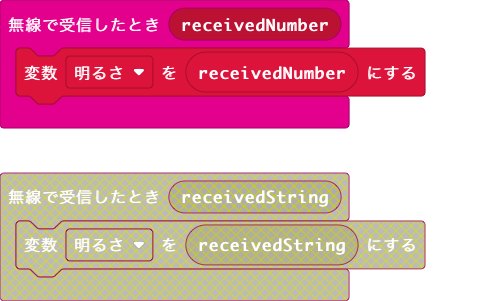 無線で受信したとき receivedNumber
変数 明るさ を receivedNumber にする
無線で受信したとき receivedString
変数 明るさ を receivedString にする